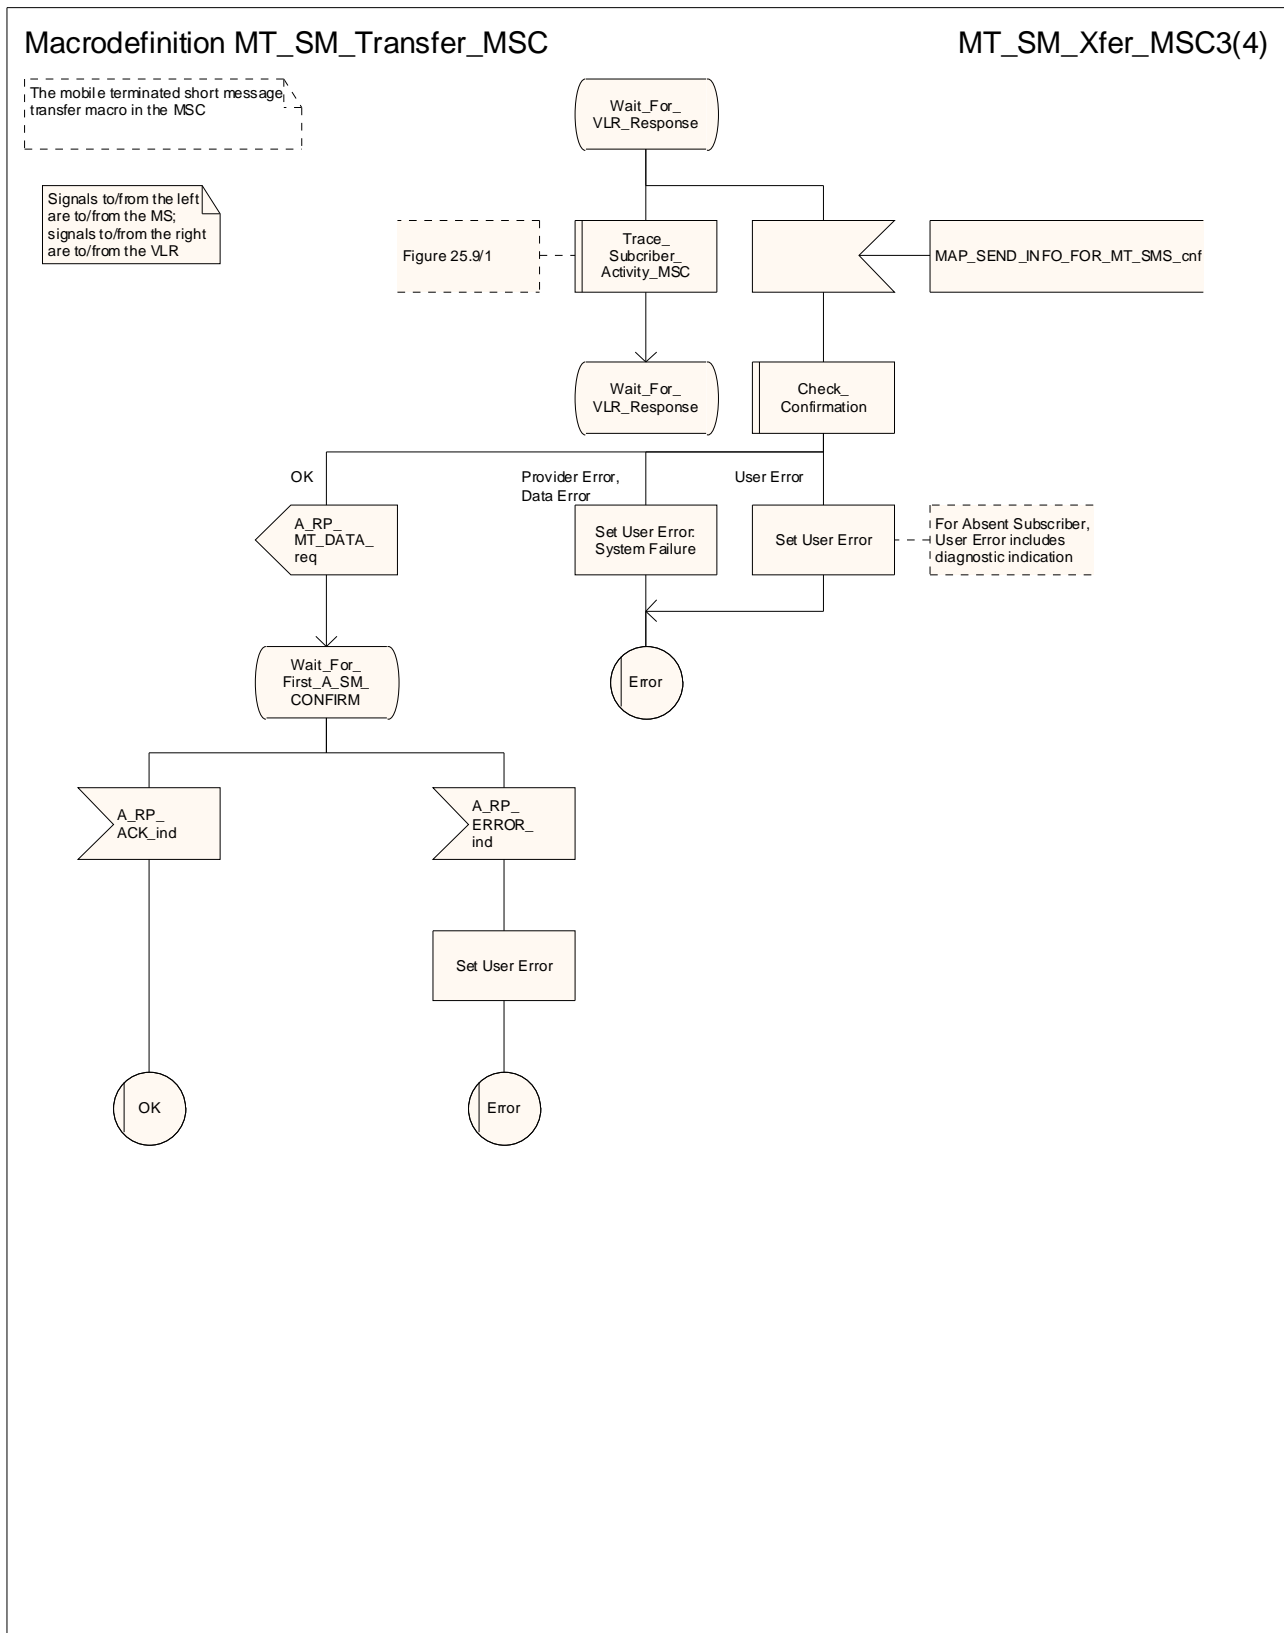 Macrodefinition MT_SM_Transfer_MSC
MT_SM_Xfer_MSC3(4)
The mobile terminated short message
transfer macro in the MSC
Signals to/from the left
are to/from the MS;
signals to/from the right
are to/from the VLR
Wait_For_
VLR_Response
Figure 25.9/1
Trace_
Subcriber_
Activity_MSC
MAP_SEND_INFO_FOR_MT_SMS_cnf
Wait_For_
VLR_Response
Check_
Confirmation
OK
Provider Error,
Data Error
User Error
A_RP_
MT_DATA_
req
Set User Error:
System Failure
Set User Error
For Absent Subscriber,
User Error includes
diagnostic indication
Wait_For_
First_A_SM_
CONFIRM
Error
A_RP_
ACK_ind
A_RP_
ERROR_
ind
Set User Error
OK
Error